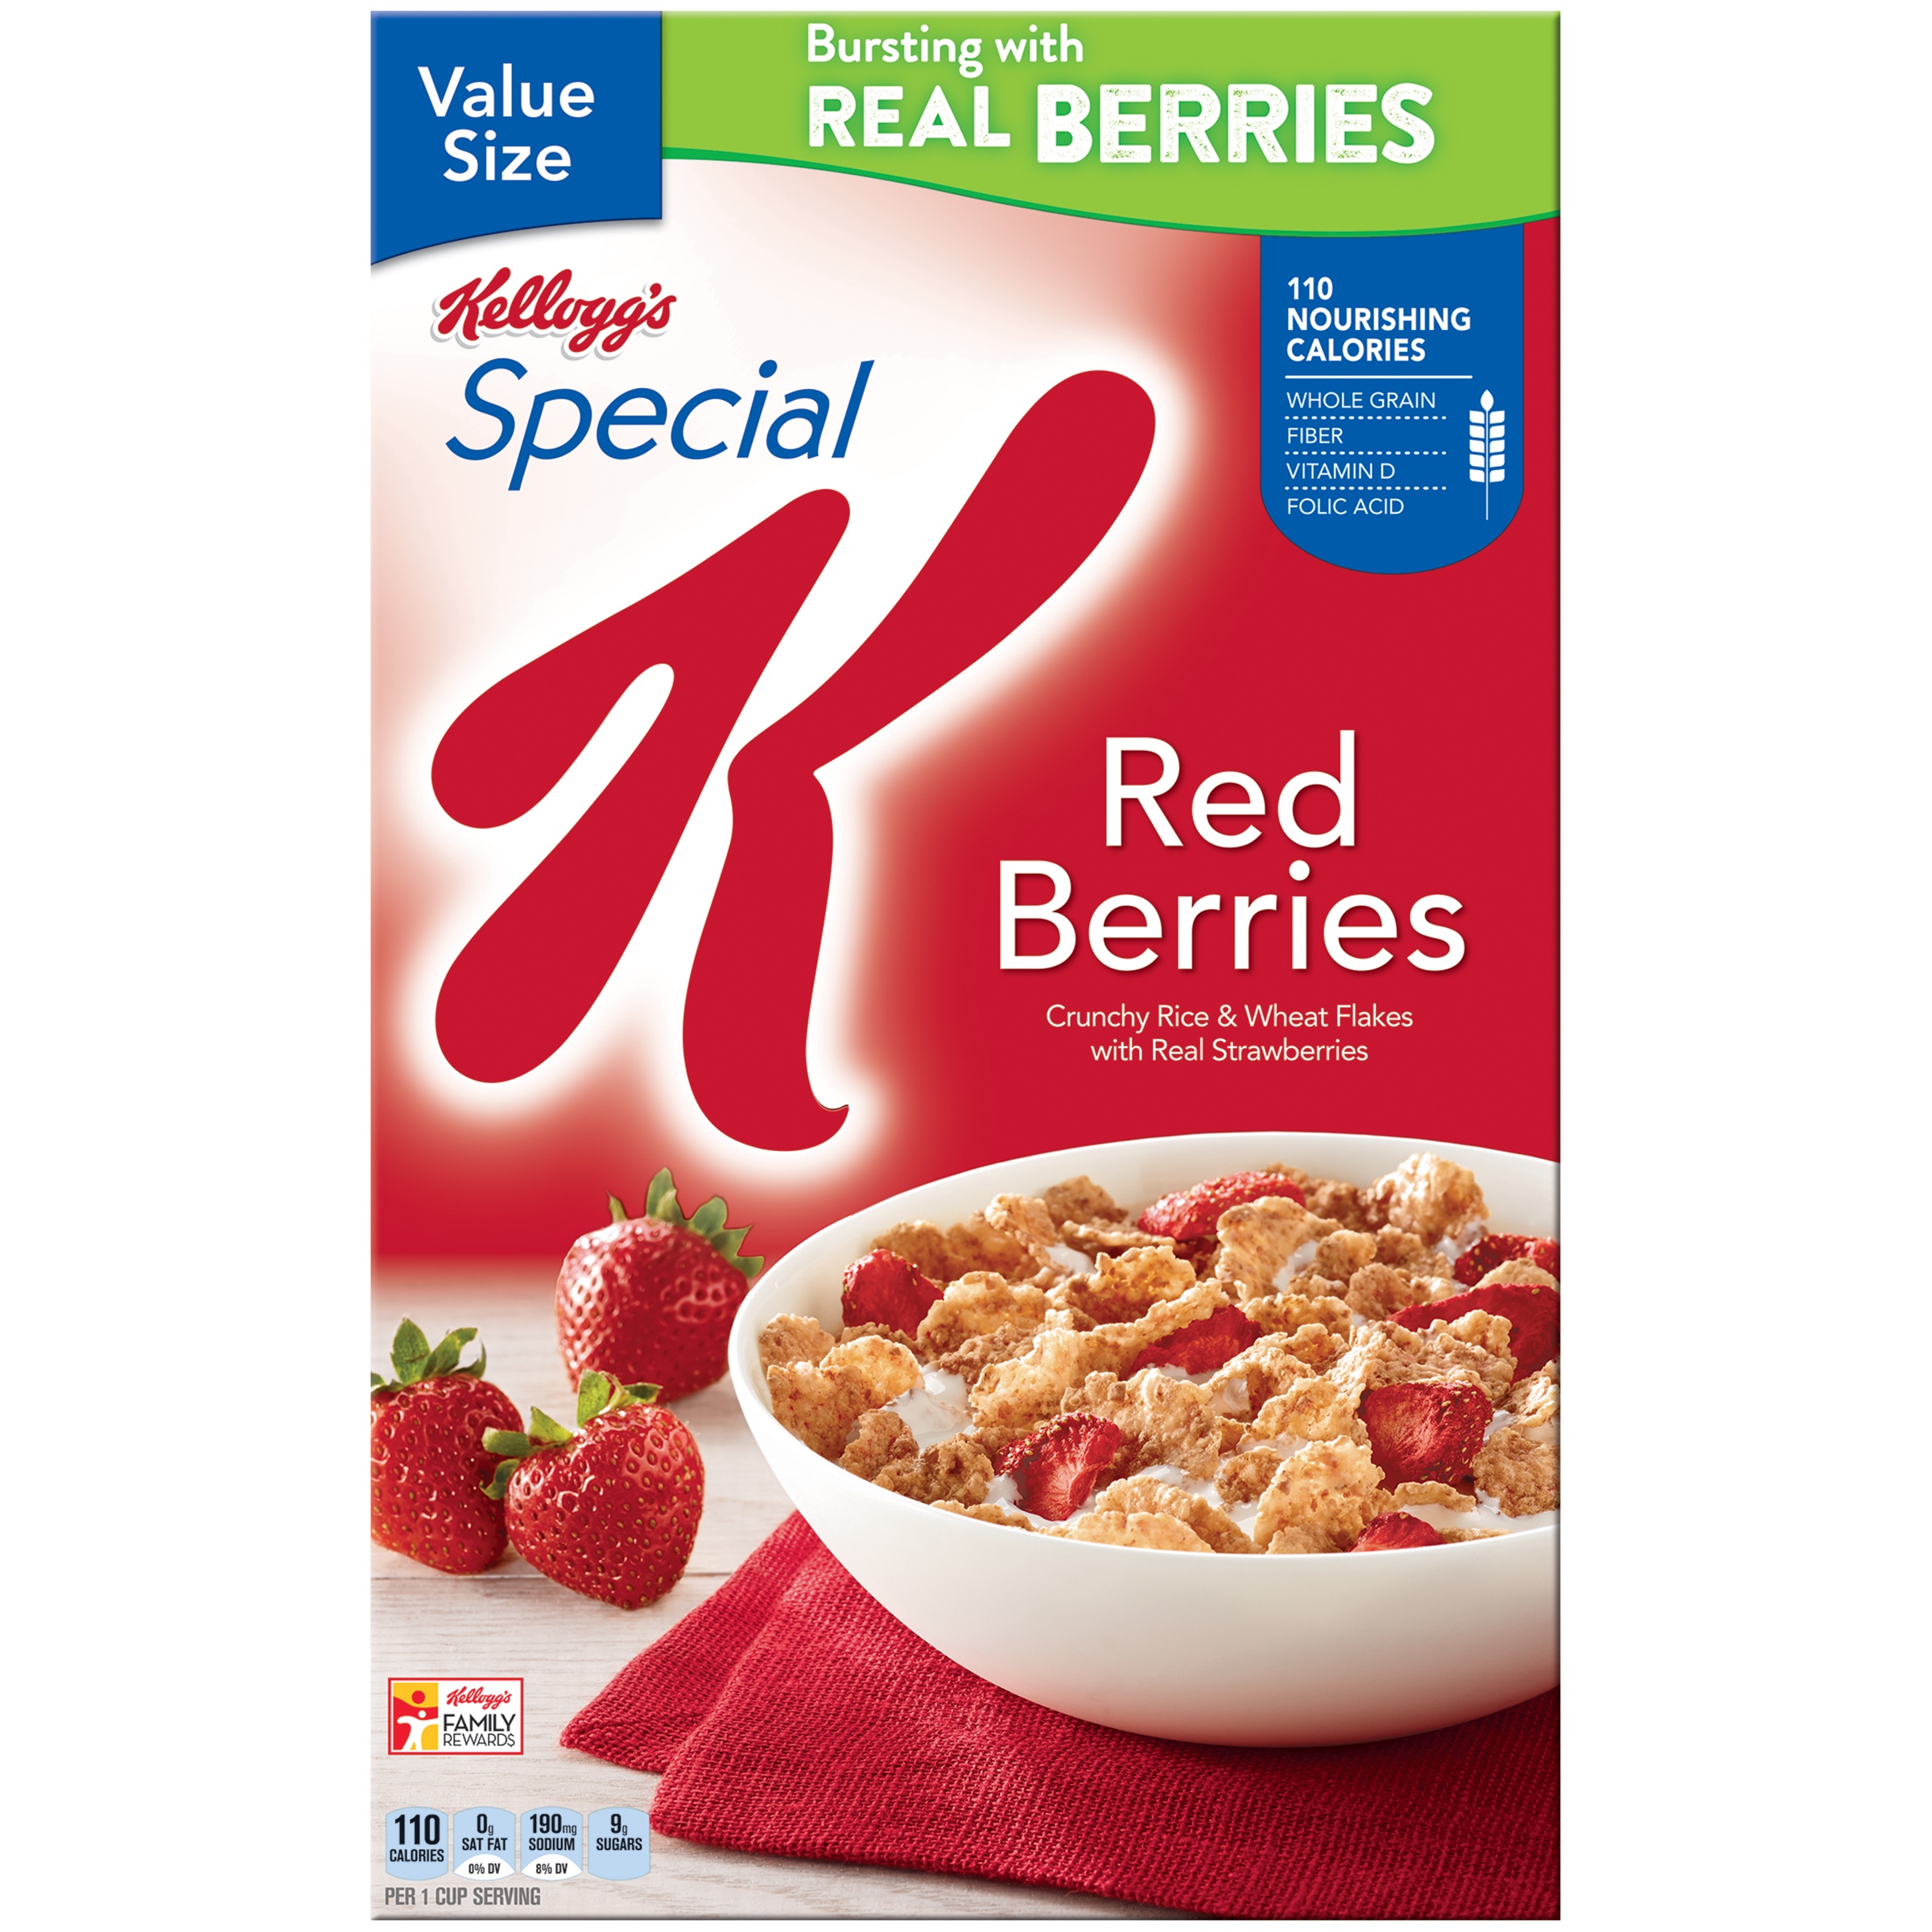 Value
Size
Bursting with
REAL BERRIES
Kellogg's
Special
K
110
NOURISHING
CALORIES
WHOLE GRAIN
FIBER
VITAMIN D
FOLIC ACID
Red
Berries
Crunchy Rice & Wheat Flakes
with Real Strawberries
Kellogg's
FAMILY
REWARDS
110
CALORIES
0g
SAT FAT
0% DV
190mg
SODIUM
8% DV
9g
SUGARS
PER 1 CUP SERVING